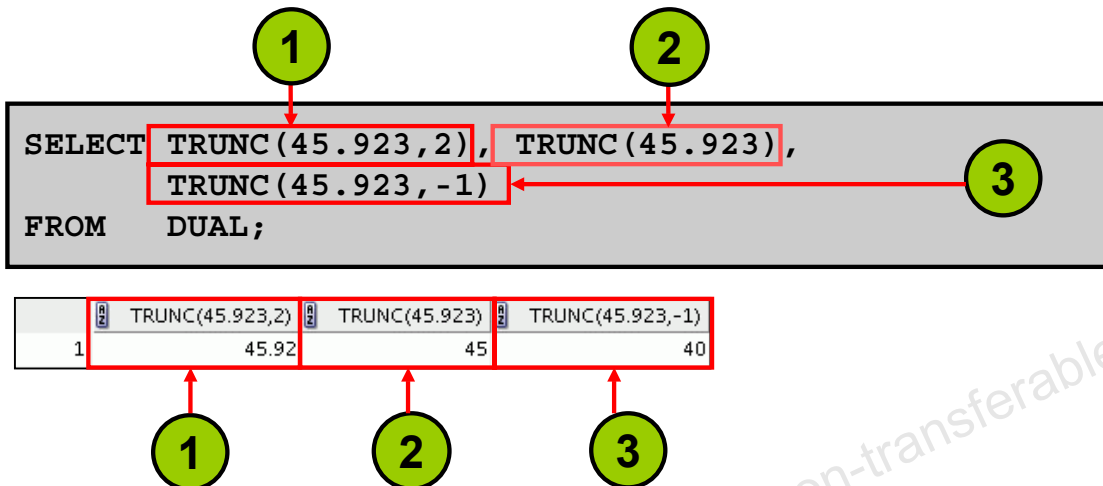 1 2
SELECT TRUNC(45.923,2), TRUNC(45.923),
TRUNC(45.923,-1) 3
FROM DUAL;
TRUNC(45.923,2) TRUNC(45.923) TRUNC(45.923,-1)
1 45.92 45 40
1 2 3